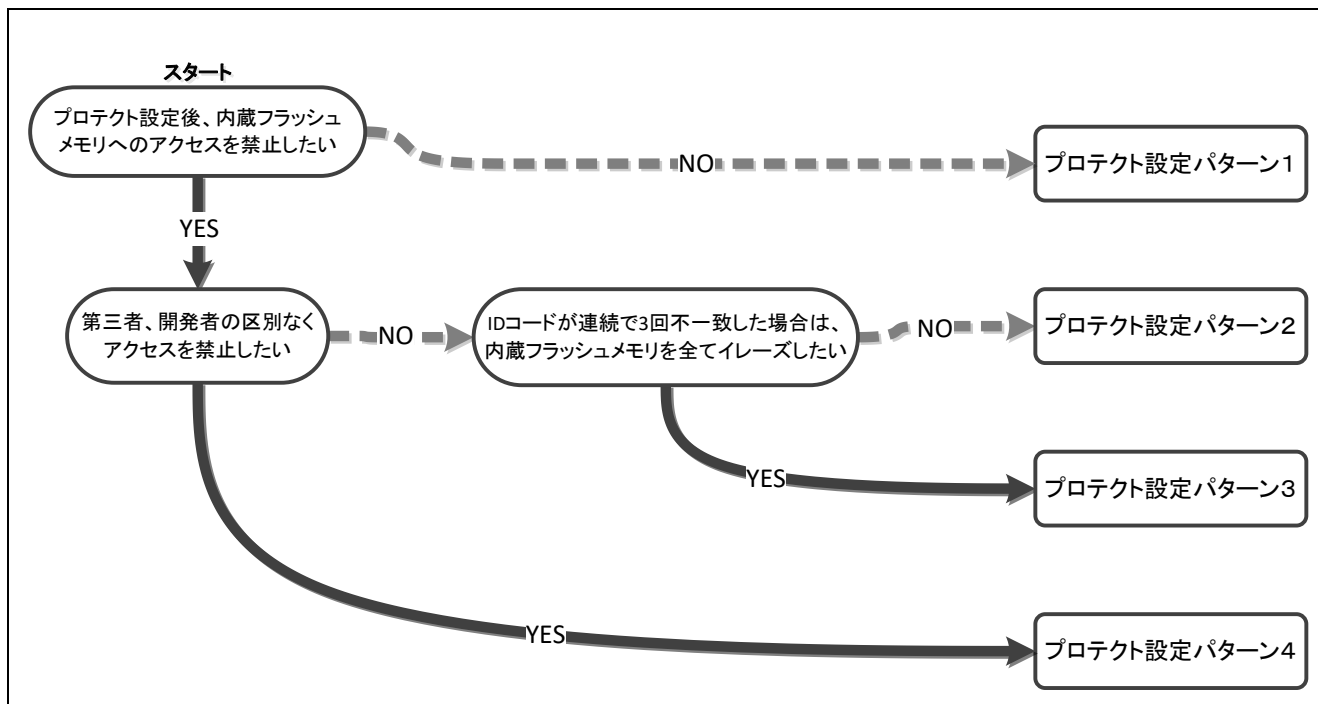 スタート
プロテクト設定後、内蔵フラッシュ
メモリへのアクセスを禁止したい
NO
プロテクト設定パターン１
YES
第三者、開発者の区別なく
アクセスを禁止したい
NO
IDコードが連続で3回不一致した場合は、
内蔵フラッシュメモリを全てイレーズしたい
NO
プロテクト設定パターン２
YES
プロテクト設定パターン３
YES
プロテクト設定パターン４